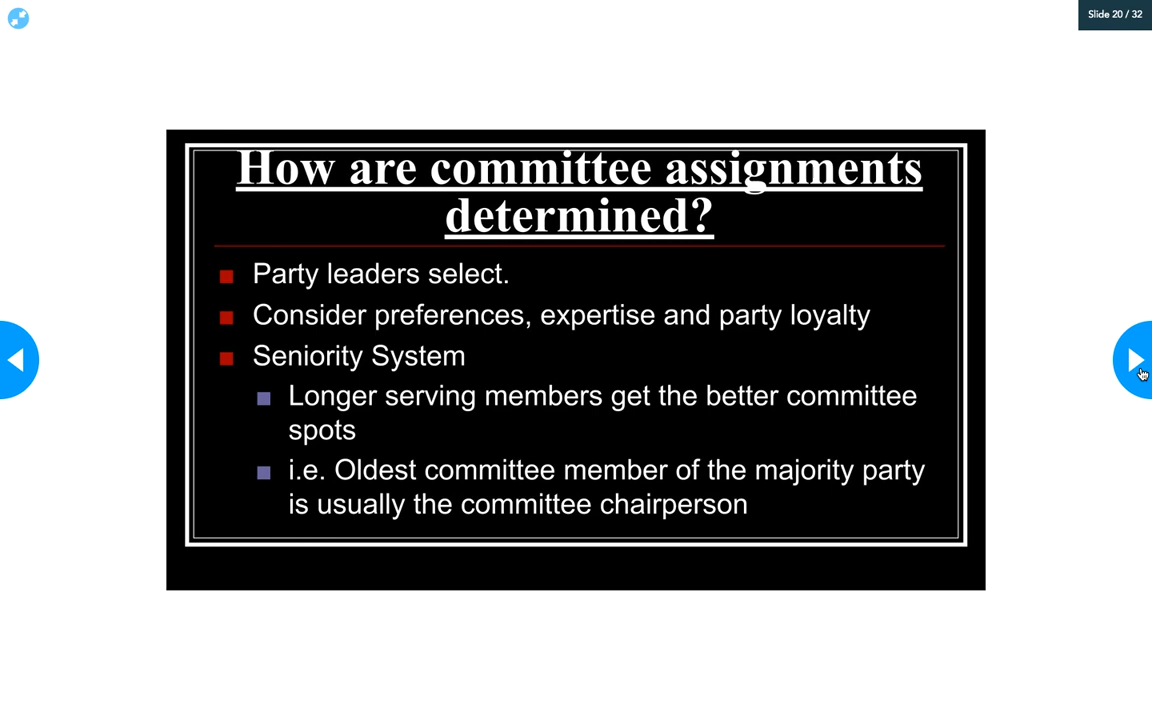 Slide 20 / 32
How are committee assignments
determined?
Party leaders select.
Consider preferences, expertise and party loyalty
Seniority System
Longer serving members get the better committee
spots
i.e. Oldest committee member of the majority party
is usually the committee chairperson